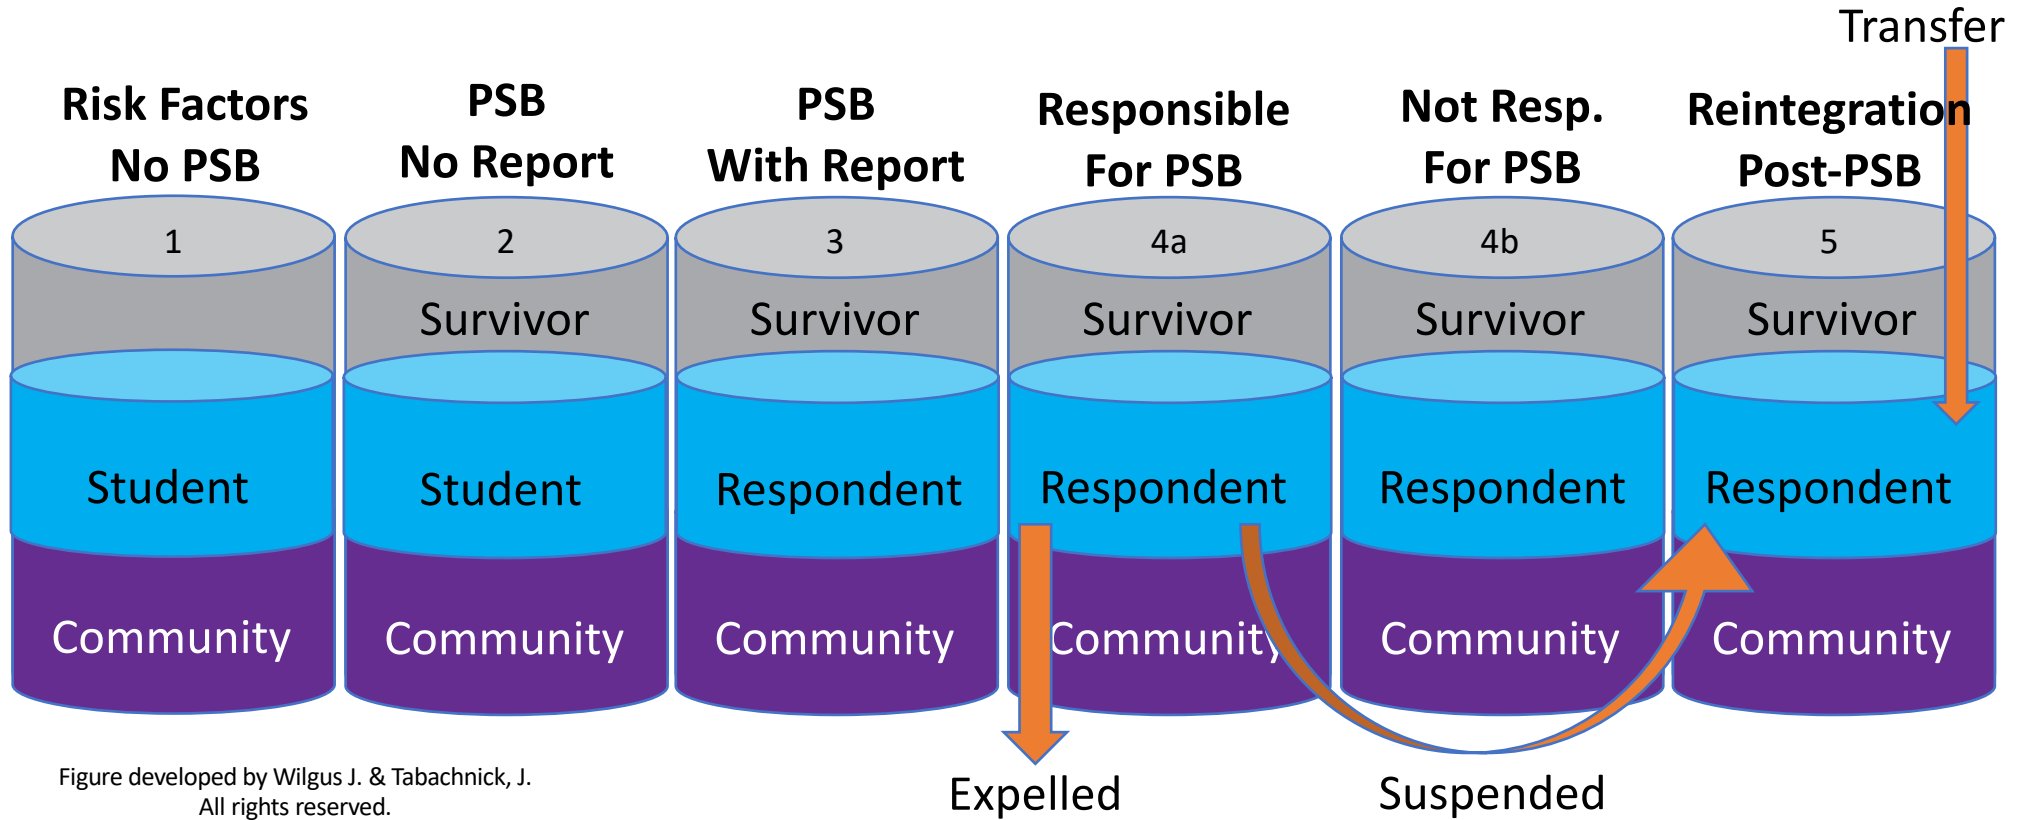 Transfer
Risk Factors
No PSB
PSB
No Report
PSB
With Report
Responsible
For PSB
Not Resp.
For PSB
Reintegration
Post-PSB
1
2
3
4a
4b
5
Survivor
Survivor
Survivor
Survivor
Survivor
Student
Student
Respondent
Respondent
Respondent
Respondent
Community
Community
Community
Community
Community
Community
Expelled
Suspended
Figure developed by Wilgus J. & Tabachnick, J.
All rights reserved.